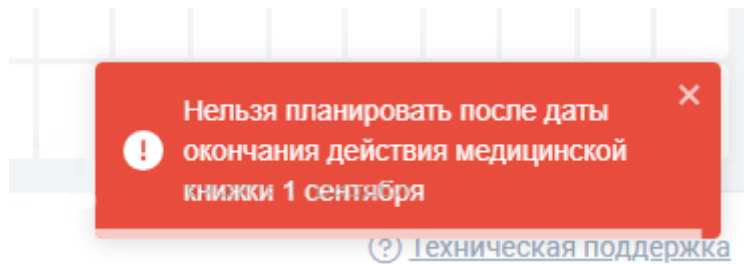 Нельзя планировать после даты
окончания действия медицинской
книжки 1 сентября
Техническая поддержка